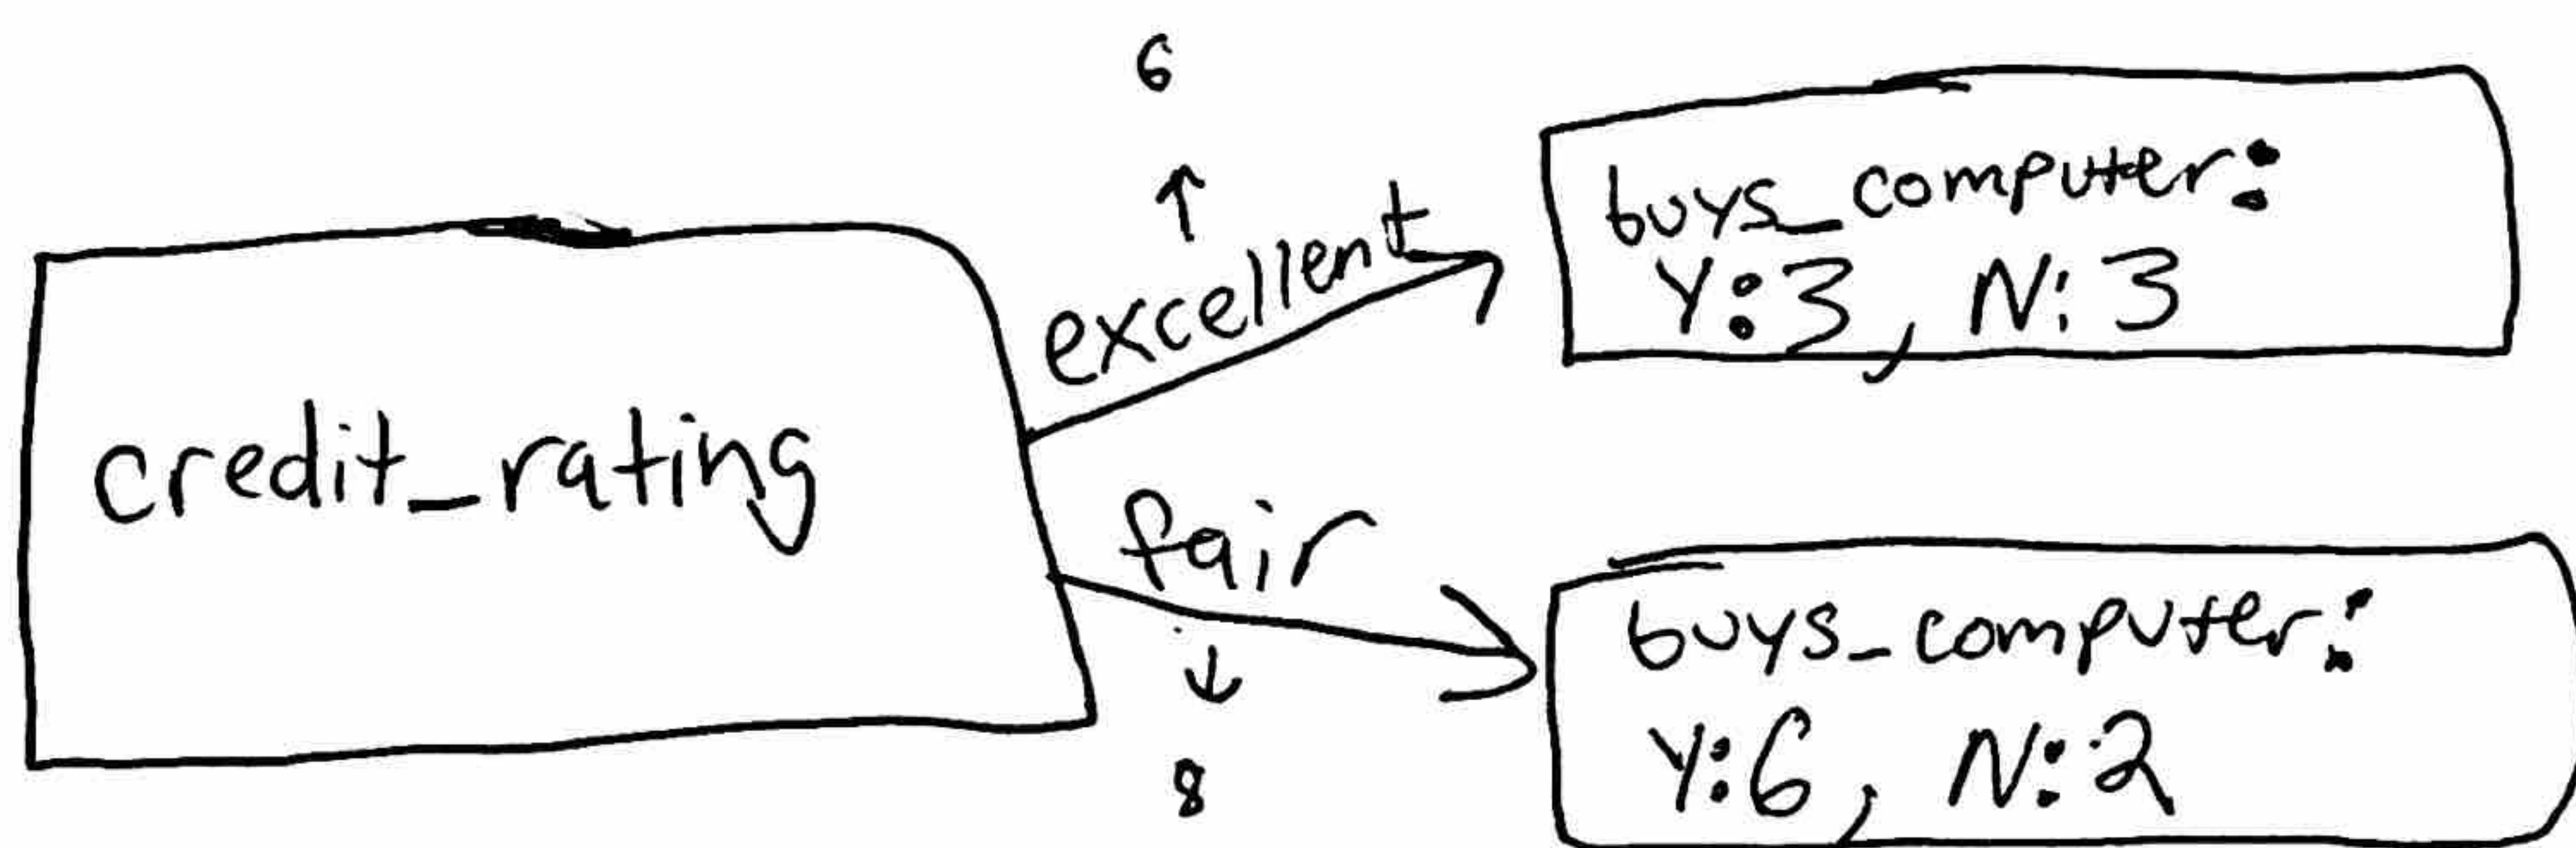 6
↑
excellent
buys_computer:
Y:3, N:3
credit_rating
fair
↓
8
buys_computer:
Y:6, N:2